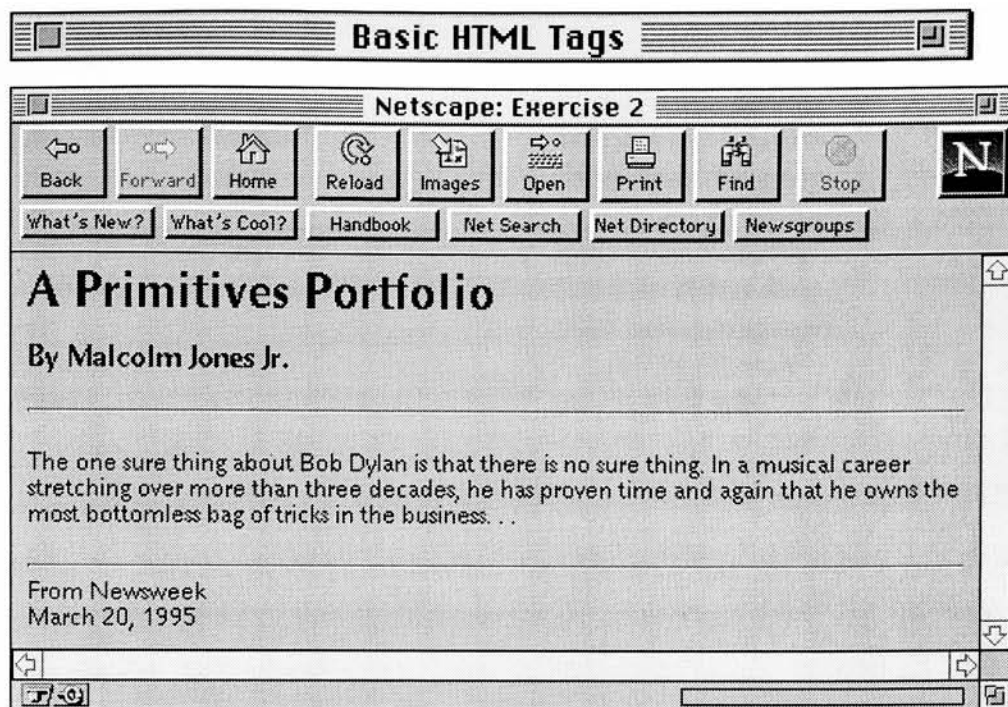 Basic HTML Tags
Netscape: Exercise 2
Back Forward Home Reload Images Open Print Find Stop
N
What's New? What's Cool? Handbook Net Search Net Directory Newsgroups
A Primitives Portfolio
By Malcolm Jones Jr.
The one sure thing about Bob Dylan is that there is no sure thing. In a musical career
stretching over more than three decades, he has proven time and again that he owns the
most bottomless bag of tricks in the business. . .
From Newsweek
March 20, 1995